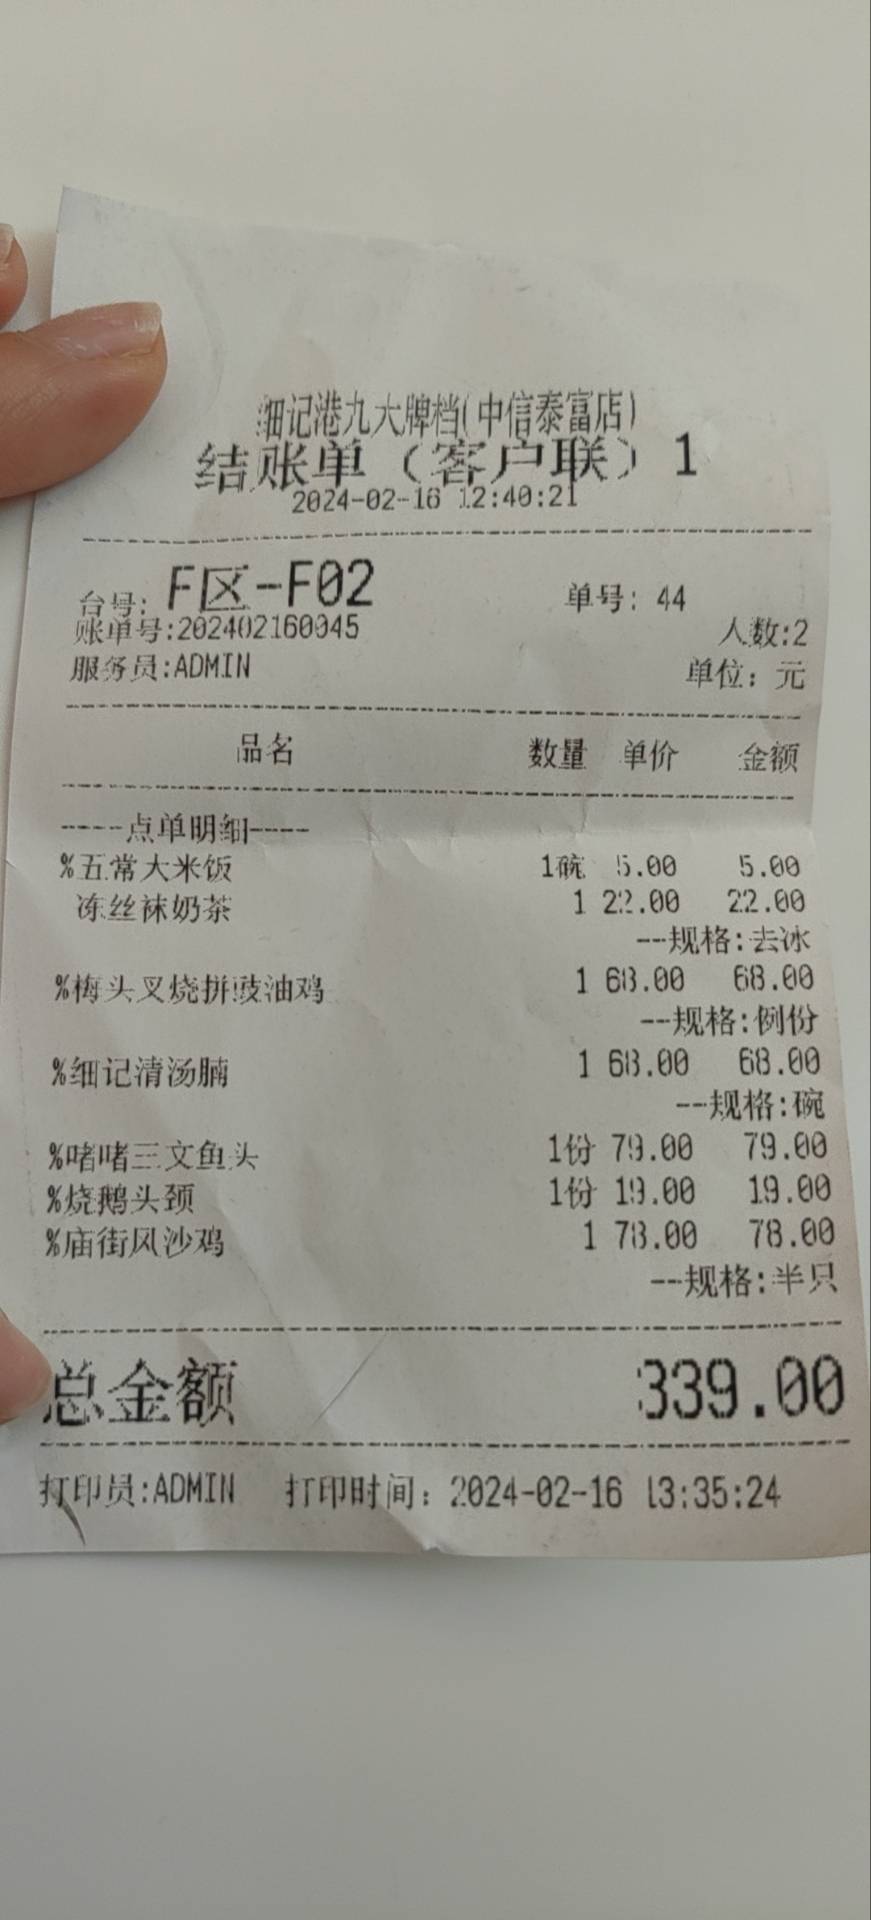 细记港九大牌档(中信泰富店)
结账单（客户联）1
2024-02-16 12:40:21
台号: F区-F02 单号: 44
账单号:202402160045 人数:2
服务员:ADMIN 单位: 元
品名 数量 单价 金额
----点单明细----
%五常大米饭 1碗 5.00 5.00
冻丝袜奶茶 1 22.00 22.00
--规格:去冰
%梅头叉烧拼豉油鸡 1 68.00 68.00
--规格:例份
%细记清汤腩 1 68.00 68.00
--规格:碗
%啫啫三文鱼头 1份 79.00 79.00
%烧鹅头颈 1份 19.00 19.00
%庙街风沙鸡 1 78.00 78.00
--规格:半只
总金额 339.00
打印员:ADMIN 打印时间: 2024-02-16 13:35:24